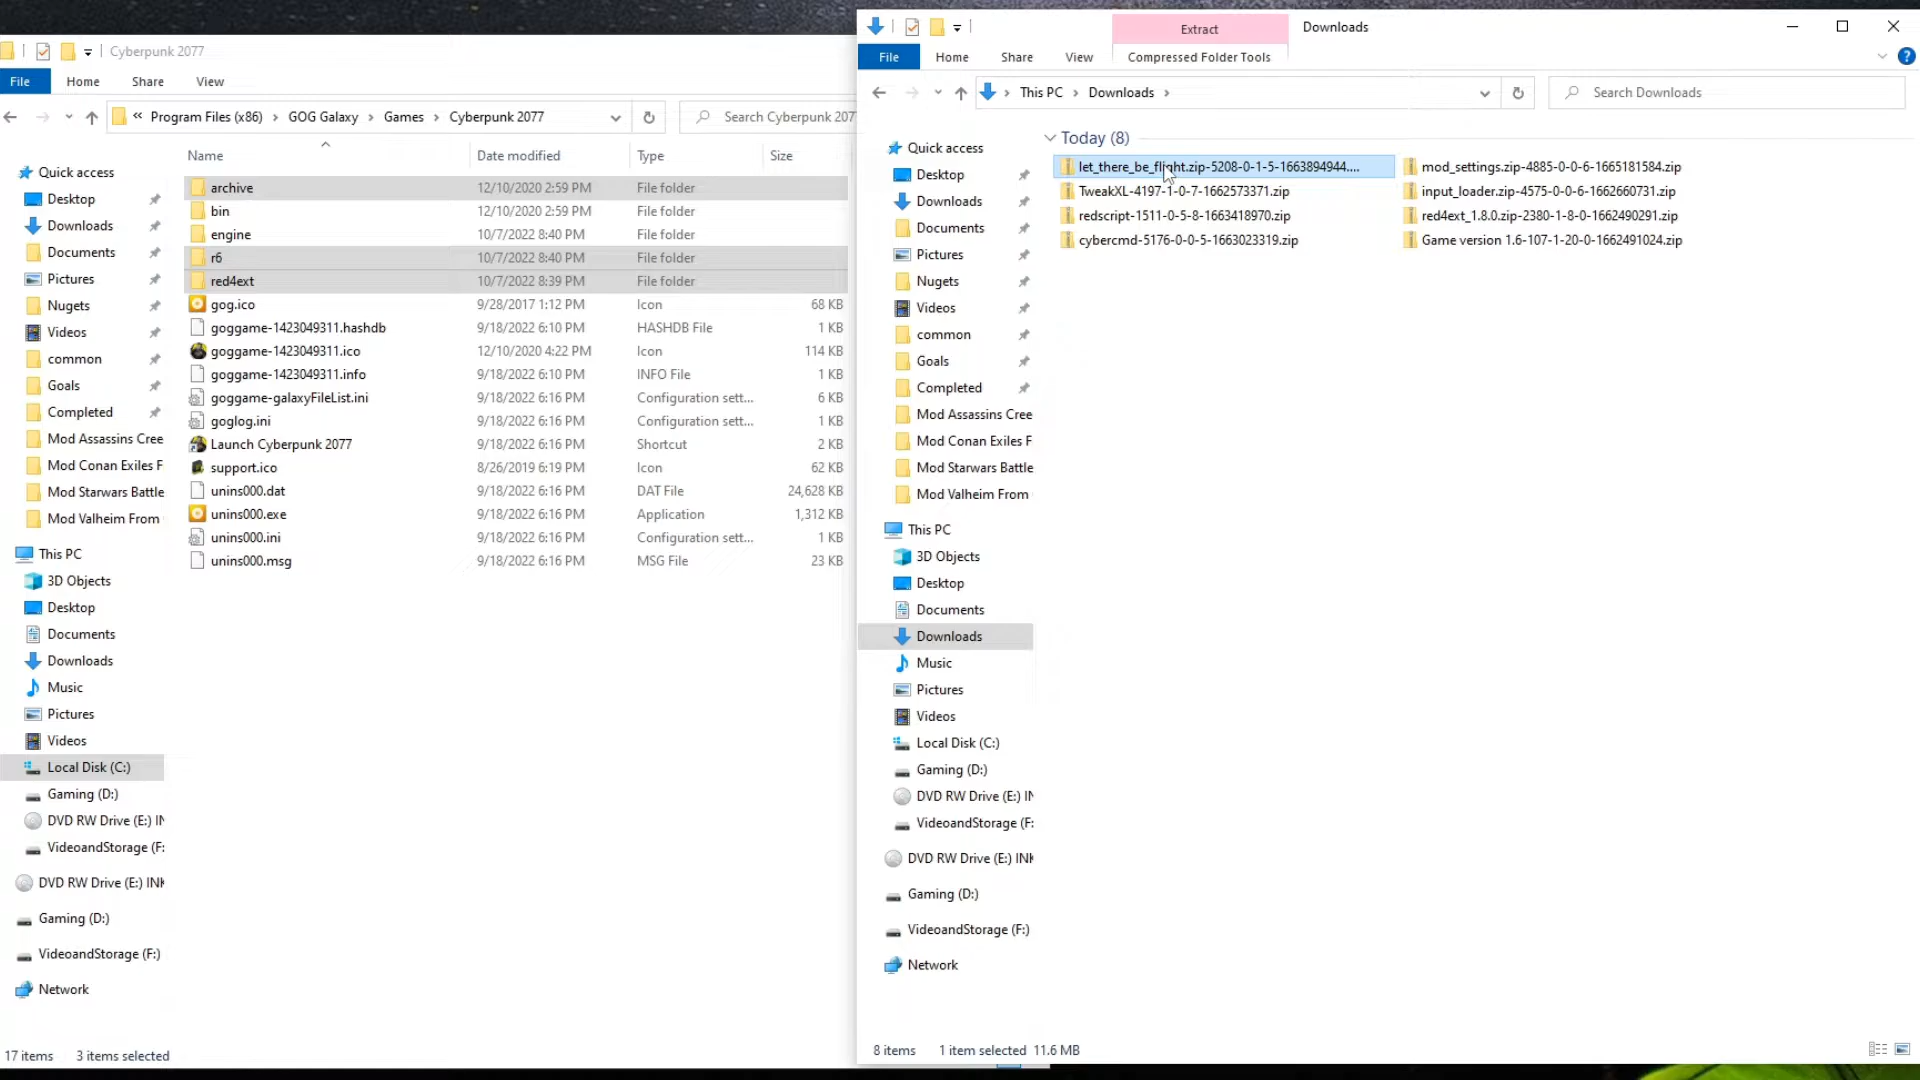 Cyberpunk 2077
File Home Share View
« Program Files (x86) › GOG Galaxy › Games › Cyberpunk 2077
Search Cyberpunk 207
Quick access
Desktop
Downloads
Documents
Pictures
Nugets
Videos
common
Goals
Completed
Mod Assassins Cree
Mod Conan Exiles F
Mod Starwars Battle
Mod Valheim From
This PC
3D Objects
Desktop
Documents
Downloads
Music
Pictures
Videos
Local Disk (C:)
Gaming (D:)
DVD RW Drive (E:) IN
VideoandStorage (F:
DVD RW Drive (E:) INK
Gaming (D:)
VideoandStorage (F:)
Network
Name Date modified Type Size
archive 12/10/2020 2:59 PM File folder
bin 12/10/2020 2:59 PM File folder
engine 10/7/2022 8:40 PM File folder
r6 10/7/2022 8:40 PM File folder
red4ext 10/7/2022 8:39 PM File folder
gog.ico 9/28/2017 1:12 PM Icon 68 KB
goggame-1423049311.hashdb 9/18/2022 6:10 PM HASHDB File 1 KB
goggame-1423049311.ico 12/10/2020 4:22 PM Icon 114 KB
goggame-1423049311.info 9/18/2022 6:10 PM INFO File 1 KB
goggame-galaxyFileList.ini 9/18/2022 6:16 PM Configuration sett... 6 KB
goglog.ini 9/18/2022 6:16 PM Configuration sett... 1 KB
Launch Cyberpunk 2077 9/18/2022 6:16 PM Shortcut 2 KB
support.ico 8/26/2019 6:19 PM Icon 62 KB
unins000.dat 9/18/2022 6:16 PM DAT File 24,628 KB
unins000.exe 9/18/2022 6:16 PM Application 1,312 KB
unins000.ini 9/18/2022 6:16 PM Configuration sett... 1 KB
unins000.msg 9/18/2022 6:16 PM MSG File 23 KB
17 items 3 items selected
Extract Downloads
File Home Share View Compressed Folder Tools
› This PC › Downloads ›
Search Downloads
Quick access
Desktop
Downloads
Documents
Pictures
Nugets
Videos
common
Goals
Completed
Mod Assassins Cree
Mod Conan Exiles F
Mod Starwars Battle
Mod Valheim From
This PC
3D Objects
Desktop
Documents
Downloads
Music
Pictures
Videos
Local Disk (C:)
Gaming (D:)
DVD RW Drive (E:) IN
VideoandStorage (F:
DVD RW Drive (E:) INK
Gaming (D:)
VideoandStorage (F:)
Network
Today (8)
let_there_be_flight.zip-5208-0-1-5-1663894944.... mod_settings.zip-4885-0-0-6-1665181584.zip
TweakXL-4197-1-0-7-1662573371.zip input_loader.zip-4575-0-0-6-1662660731.zip
redscript-1511-0-5-8-1663418970.zip red4ext_1.8.0.zip-2380-1-8-0-1662490291.zip
cybercmd-5176-0-0-5-1663023319.zip Game version 1.6-107-1-20-0-1662491024.zip
8 items 1 item selected 11.6 MB